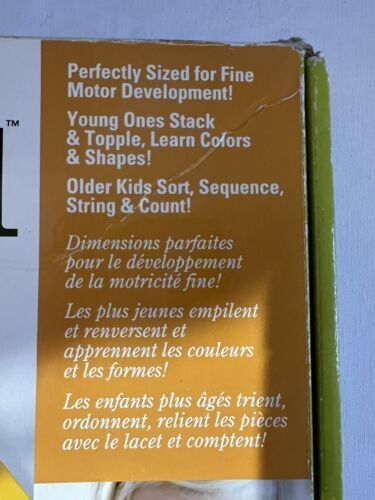 Perfectly Sized for Fine
Motor Development!
Young Ones Stack
& Topple, Learn Colors
& Shapes!
Older Kids Sort, Sequence,
String & Count!
Dimensions parfaites
pour le développement
de la motricité fine!
Les plus jeunes empilent
et renversent et
apprennent les couleurs
et les formes!
Les enfants plus âgés trient,
ordonnent, relient les pièces
avec le lacet et comptent!
TM